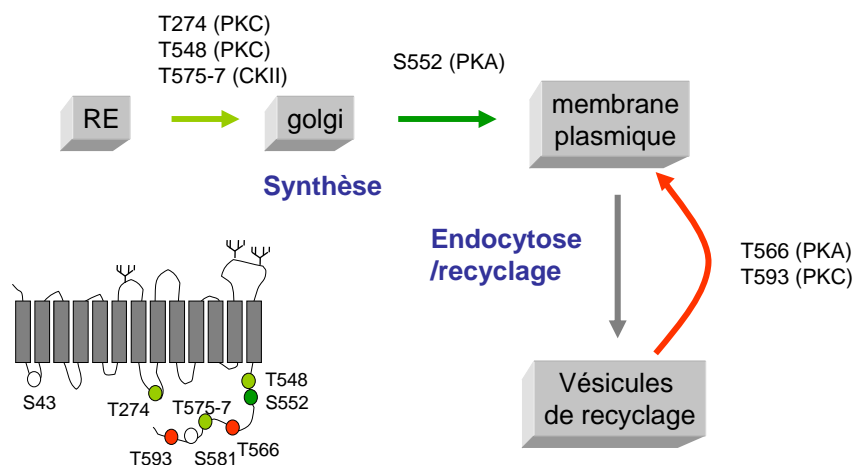 T274 (PKC)
T548 (PKC)
T575-7 (CKII)
S552 (PKA)
RE
golgi
membrane
plasmique
Synthèse
Endocytose
/recyclage
T566 (PKA)
T593 (PKC)
Vésicules
de recyclage
S43
T274
T575-7
T548
S552
T593
S581
T566